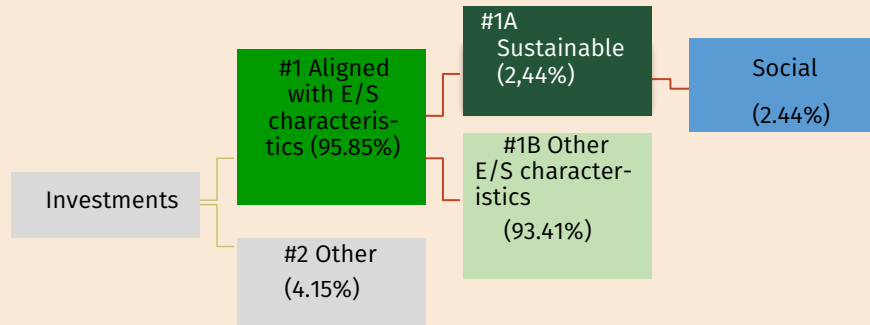 Investments
#1 Aligned
with E/S
characteris-
tics (95.85%)
#2 Other
(4.15%)
#1A
Sustainable
(2,44%)
#1B Other
E/S character-
istics
(93.41%)
Social
(2.44%)